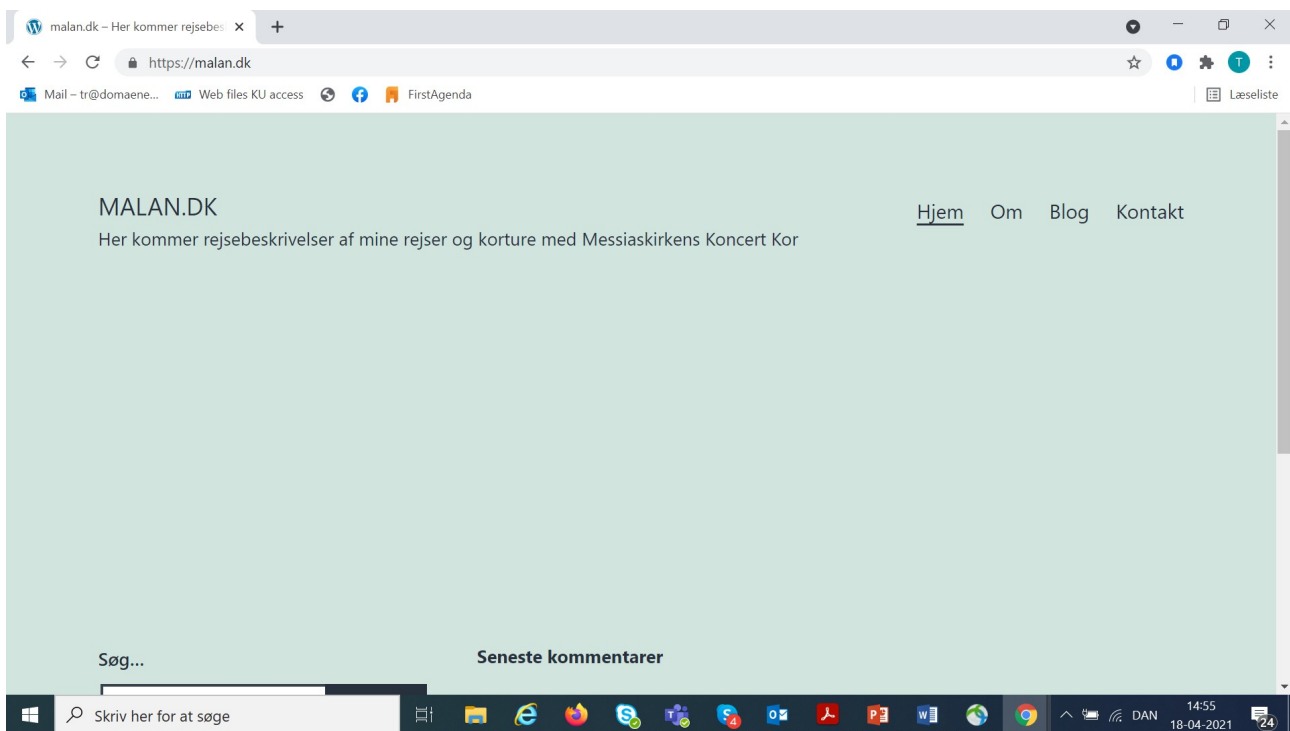 malan.dk – Her kommer rejsebes
https://malan.dk
Mail – tr@domaene... Web files KU access FirstAgenda Læseliste
MALAN.DK
Hjem Om Blog Kontakt
Her kommer rejsebeskrivelser af mine rejser og korture med Messiaskirkens Koncert Kor
Søg... Seneste kommentarer
Skriv her for at søge
DAN
14:55
18-04-2021
24